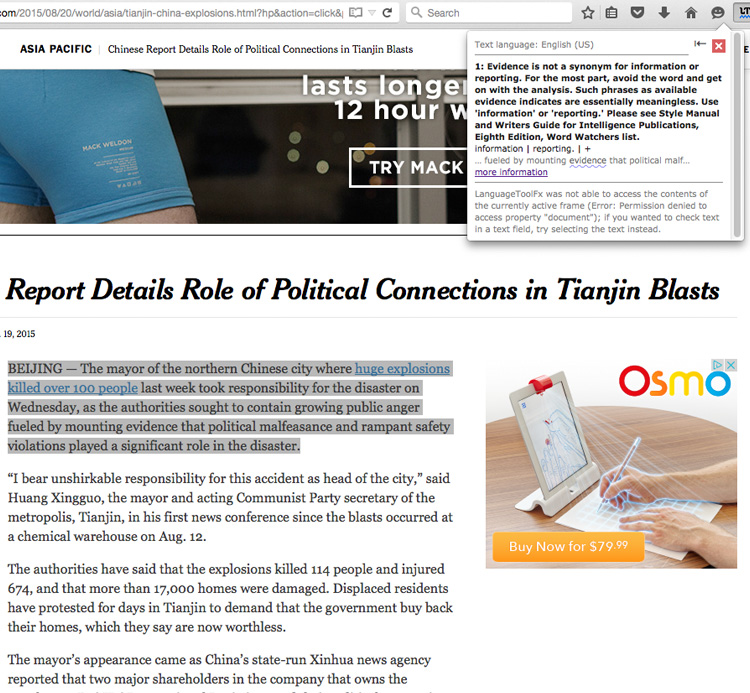 com/2015/08/20/world/asia/tianjin-china-explosions.html?hp&action=click&
Search
ASIA PACIFIC | Chinese Report Details Role of Political Connections in Tianjin Blasts
lasts longe
12 hour w
MACK WELDON
TRY MACK
Text language: English (US)
1: Evidence is not a synonym for information or
reporting. For the most part, avoid the word and get
on with the analysis. Such phrases as available
evidence indicates are essentially meaningless. Use
'information' or 'reporting.' Please see Style Manual
and Writers Guide for Intelligence Publications,
Eighth Edition, Word Watchers list.
information | reporting. | +
... fueled by mounting evidence that political malf...
more information
LanguageToolFx was not able to access the contents of
the currently active frame (Error: Permission denied to
access property "document"); if you wanted to check text
in a text field, try selecting the text instead.
Report Details Role of Political Connections in Tianjin Blasts
19, 2015
BEIJING — The mayor of the northern Chinese city where huge explosions
killed over 100 people last week took responsibility for the disaster on
Wednesday, as the authorities sought to contain growing public anger
fueled by mounting evidence that political malfeasance and rampant safety
violations played a significant role in the disaster.
“I bear unshirkable responsibility for this accident as head of the city,” said
Huang Xingguo, the mayor and acting Communist Party secretary of the
metropolis, Tianjin, in his first news conference since the blasts occurred at
a chemical warehouse on Aug. 12.
The authorities have said that the explosions killed 114 people and injured
674, and that more than 17,000 homes were damaged. Displaced residents
have protested for days in Tianjin to demand that the government buy back
their homes, which they say are now worthless.
The mayor’s appearance came as China’s state-run Xinhua news agency
reported that two major shareholders in the company that owns the
Osmo
Buy Now for $79.99